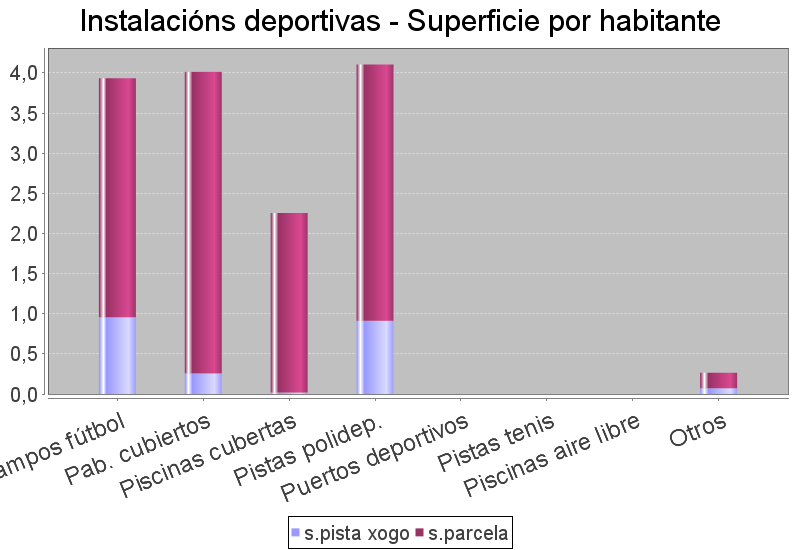 Instalacións deportivas - Superficie por habitante
4,0
3,5
3,0
2,5
2,0
1,5
1,0
0,5
0,0
ampos fútbol
Pab. cubiertos
Piscinas cubertas
Pistas polidep.
Puertos deportivos
Pistas tenis
Piscinas aire libre
Otros
s.pista xogo
s.parcela